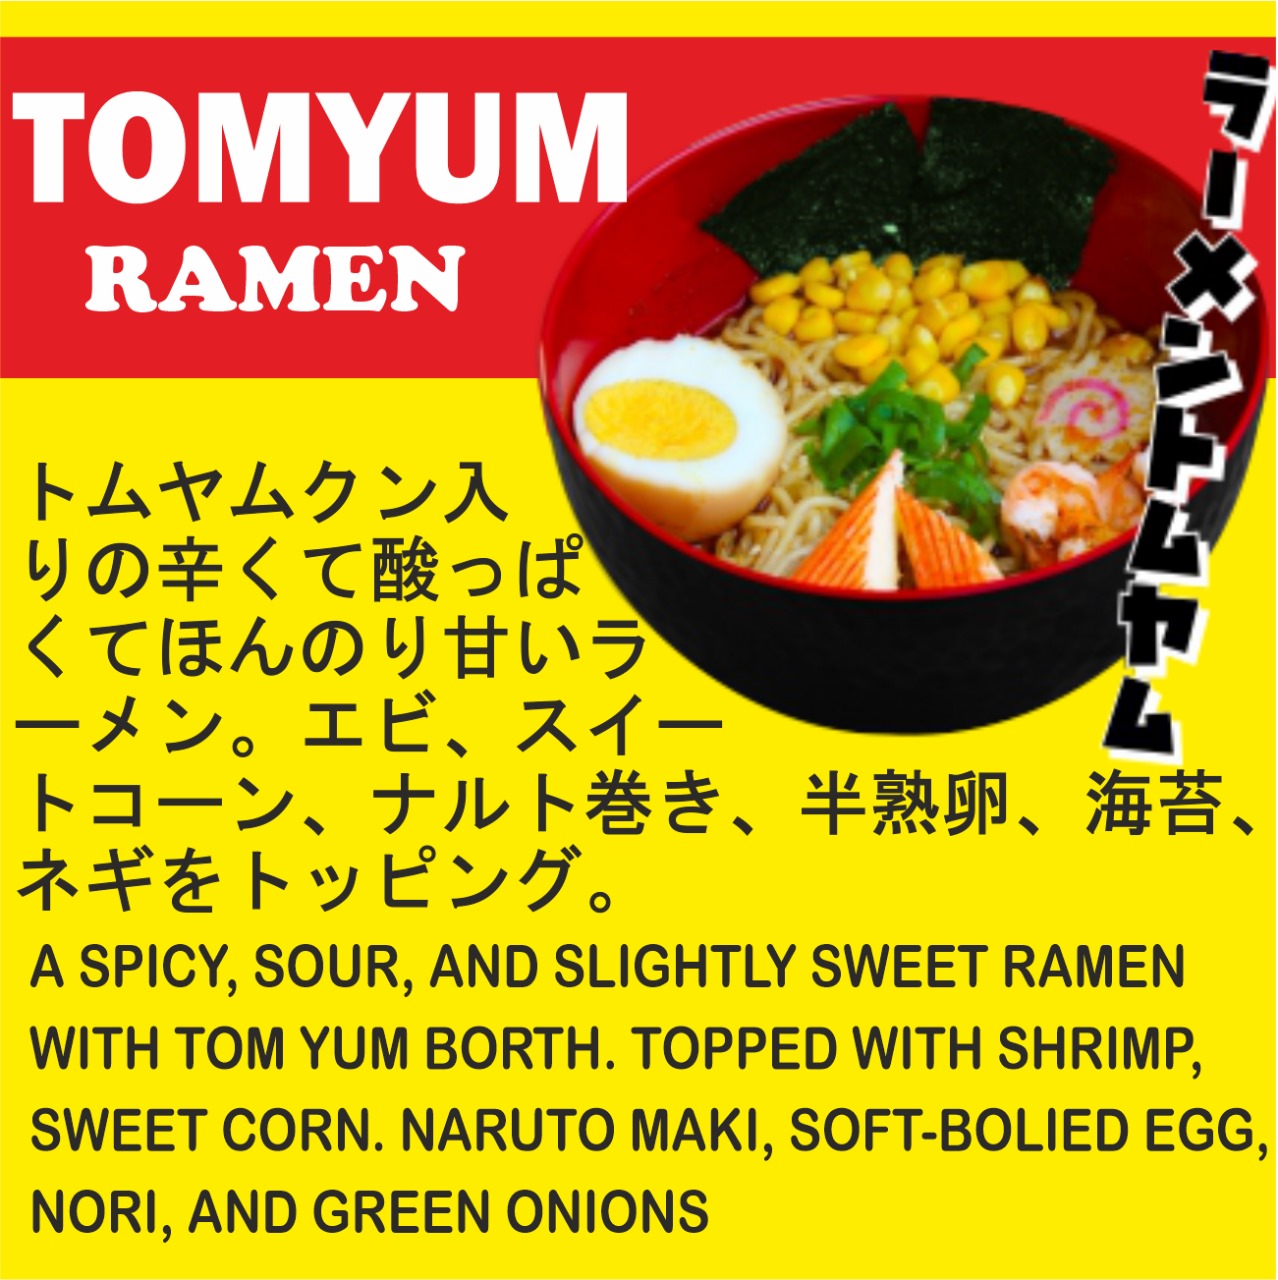 TOMYUM
RAMEN
ラーメントムヤム
トムヤムクン入
りの辛くて酸っぱ
くてほんのり甘いラ
ーメン。エビ、スイー
トコーン、ナルト巻き、半熟卵、海苔、
ネギをトッピング。
A SPICY, SOUR, AND SLIGHTLY SWEET RAMEN
WITH TOM YUM BORTH. TOPPED WITH SHRIMP,
SWEET CORN. NARUTO MAKI, SOFT-BOLIED EGG,
NORI, AND GREEN ONIONS